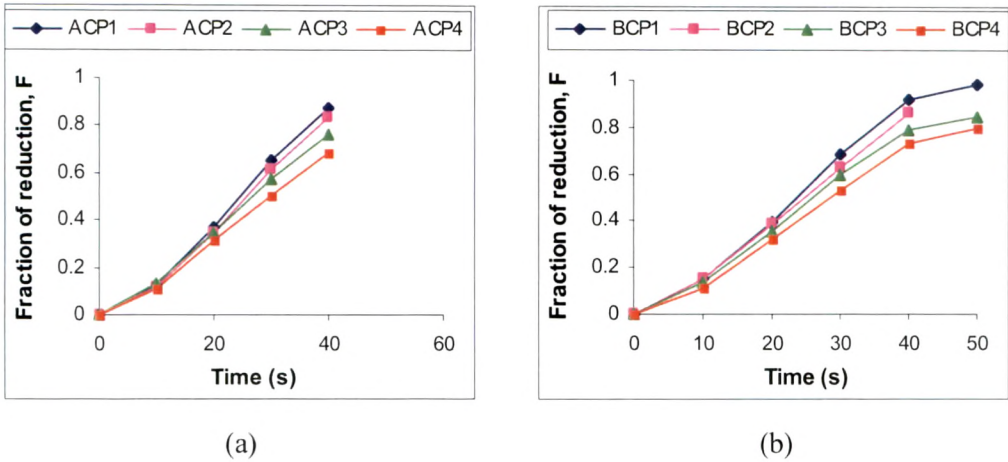 ACP1 ACP2 ACP3 ACP4
Fraction of reduction, F
1
0.8
0.6
0.4
0.2
0
0 20 40 60
Time (s)
(a)
BCP1 BCP2 BCP3 BCP4
Fraction of reduction, F
1
0.8
0.6
0.4
0.2
0
0 10 20 30 40 50
Time (s)
(b)